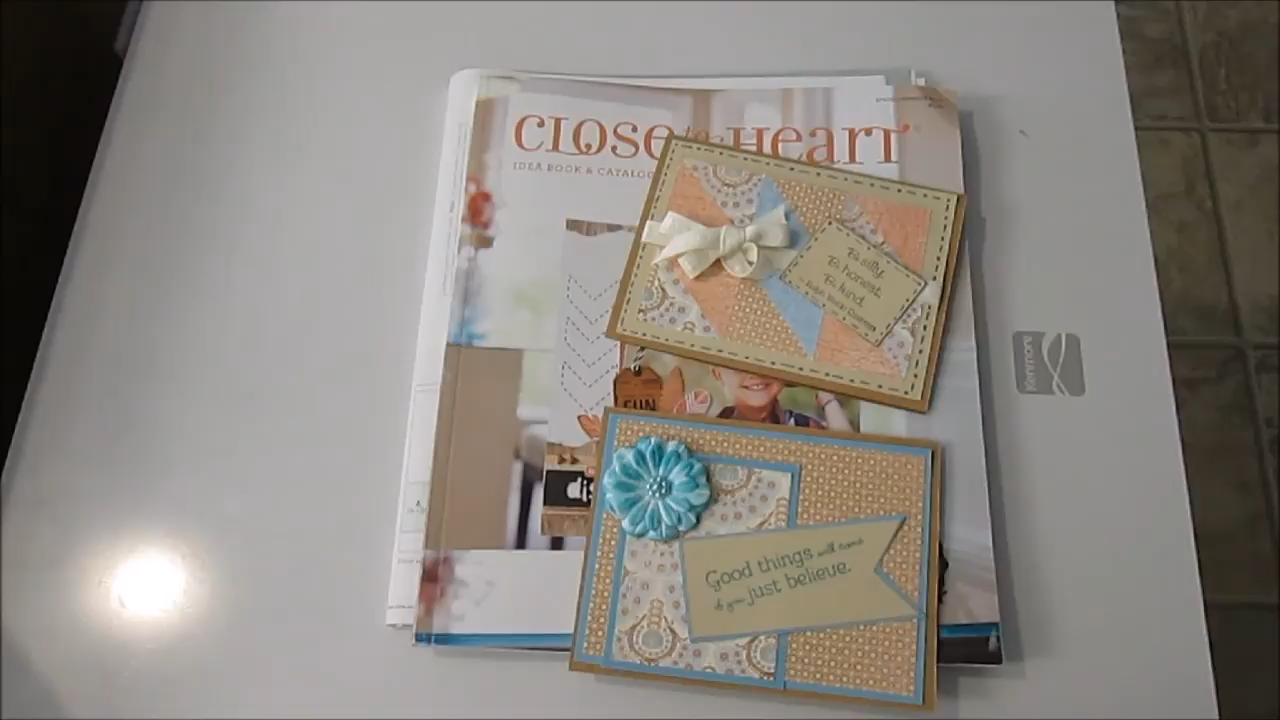 CLOSE to HEART
IDEA BOOK & CATALOG
Be silly.
Be honest.
Be kind.
FUN
Good things will come
if you just believe.
Kenmore